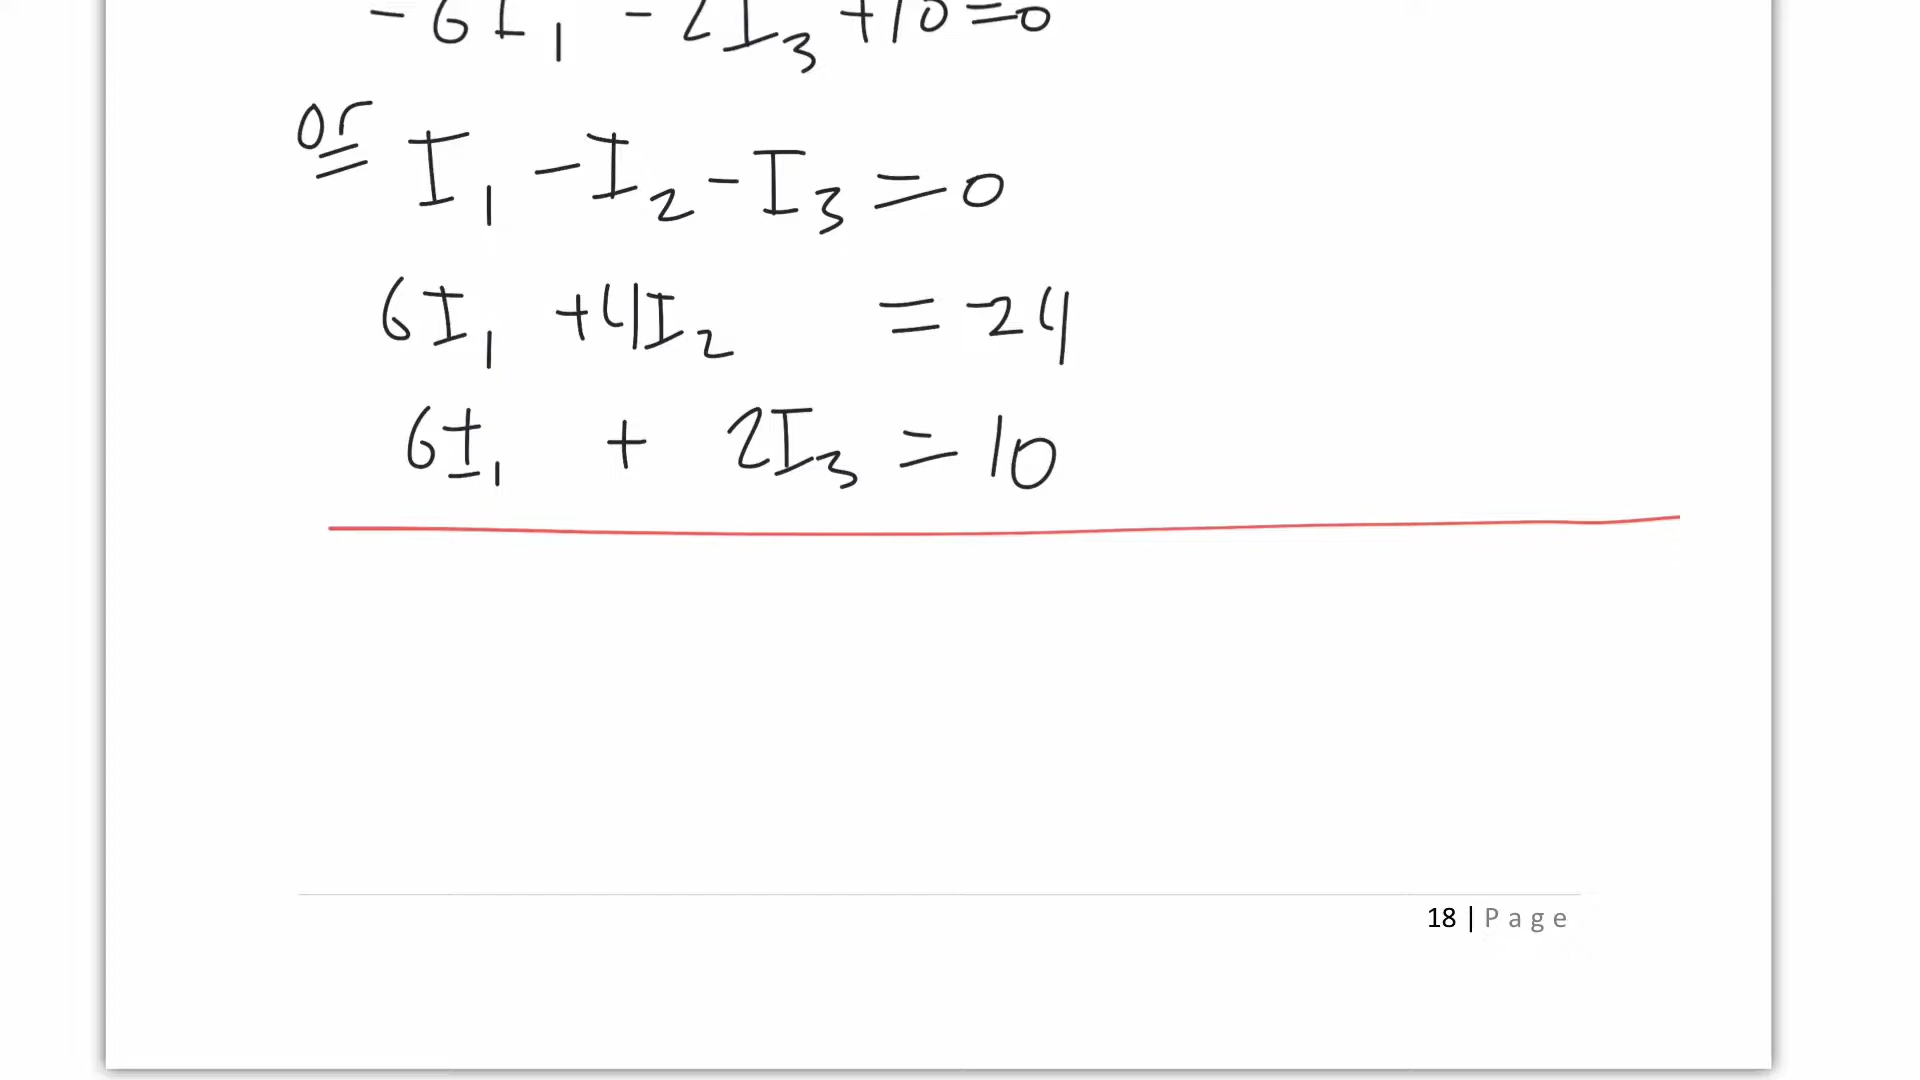 - 6I₁ - 2I₃ + 10 = 0
or I₁ - I₂ - I₃ = 0
6I₁ + 4I₂ = 24
6I₁ + 2I₃ = 10
18 | Page